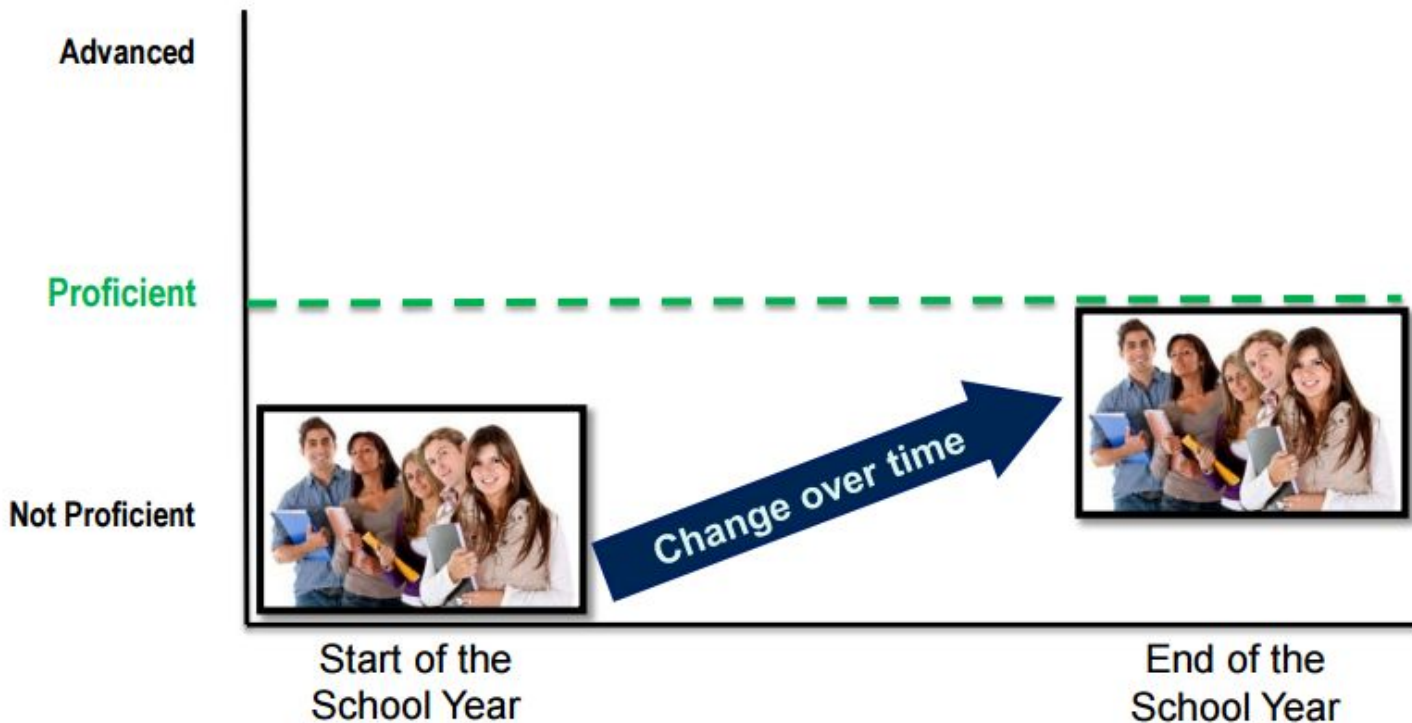 Advanced
Proficient
Not Proficient
Change over time
Start of the
School Year
End of the
School Year